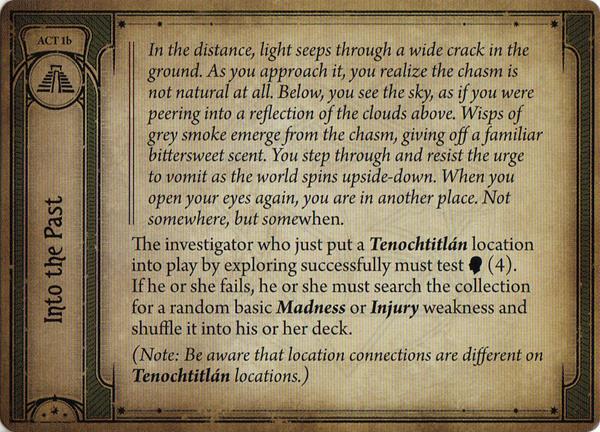 ACT 1b
Into the Past
In the distance, light seeps through a wide crack in the
ground. As you approach it, you realize the chasm is
not natural at all. Below, you see the sky, as if you were
peering into a reflection of the clouds above. Wisps of
grey smoke emerge from the chasm, giving off a familiar
bittersweet scent. You step through and resist the urge
to vomit as the world spins upside-down. When you
open your eyes again, you are in another place. Not
somewhere, but somewhen.
The investigator who just put a Tenochtitlán location
into play by exploring successfully must test (4).
If he or she fails, he or she must search the collection
for a random basic Madness or Injury weakness and
shuffle it into his or her deck.
(Note: Be aware that location connections are different on
Tenochtitlán locations.)